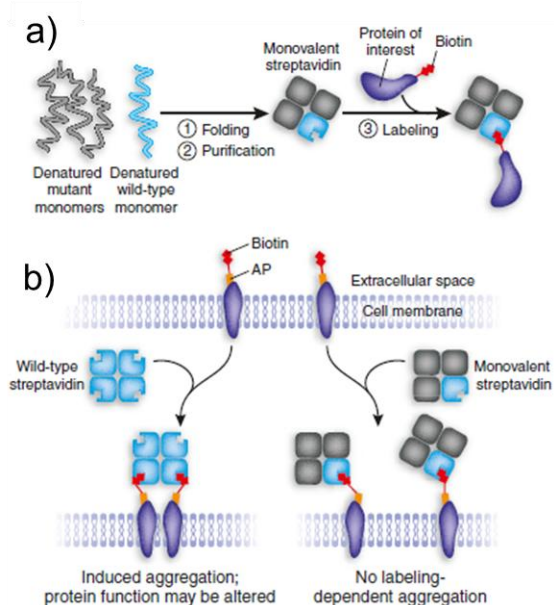 a)
Protein of
interest
Biotin
Monovalent
streptavidin
① Folding
② Purification
③ Labeling
Denatured
mutant
monomers
Denatured
wild-type
monomer
b)
Biotin
AP
Extracellular space
Cell membrane
Wild-type
streptavidin
Monovalent
streptavidin
Induced aggregation;
protein function may be altered
No labeling-
dependent aggregation